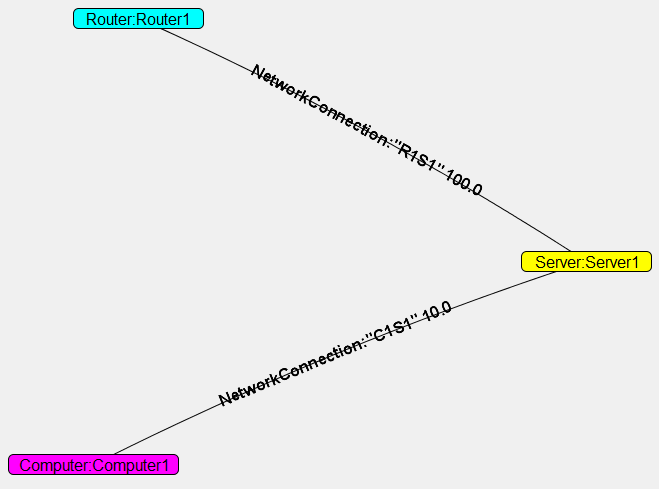 Router:Router1
NetworkConnection:"R1S1" 100.0
Server:Server1
NetworkConnection:"C1S1" 10.0
Computer:Computer1